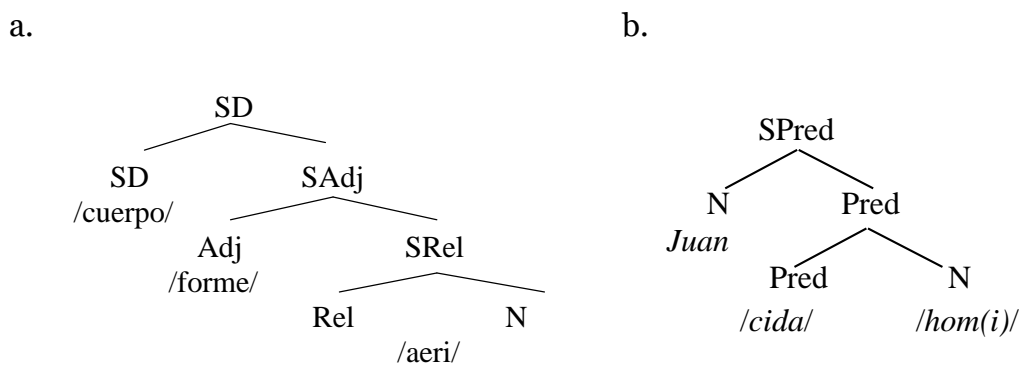 a.
SD
SD SAdj
/cuerpo/
Adj SRel
/forme/
Rel N
/aeri/
b.
SPred
N Pred
Juan
Pred N
/cida/ /hom(i)/